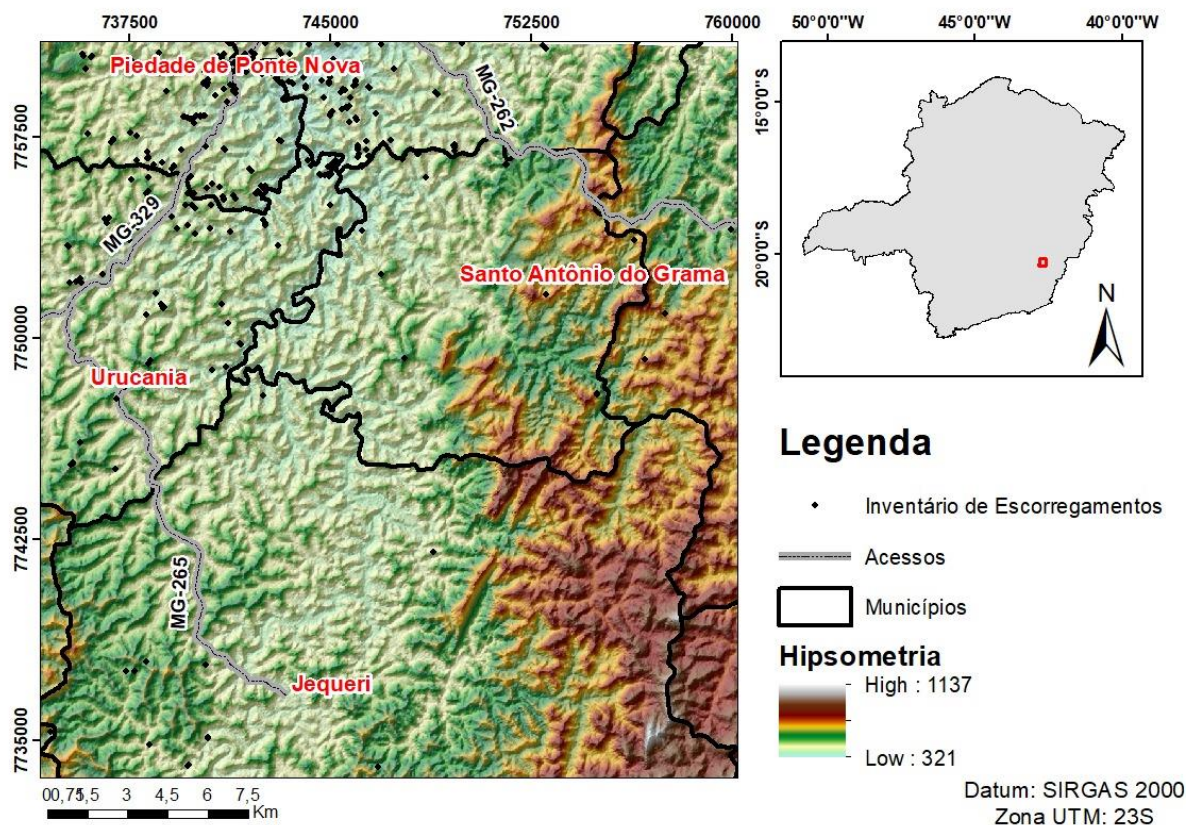 737500 745000 752500 760000
7757500
7750000
7742500
7735000
Piedade de Ponte Nova
MG-262
MG-329
Santo Antônio do Grama
Urucania
MG-265
Jequeri
00,751,5 3 4,5 6 7,5
Km
50°0'0"W 45°0'0"W 40°0'0"W
15°0'0"S
20°0'0"S
N
Legenda
Inventário de Escorregamentos
Acessos
Municípios
Hipsometria
High : 1137
Low : 321
Datum: SIRGAS 2000
Zona UTM: 23S